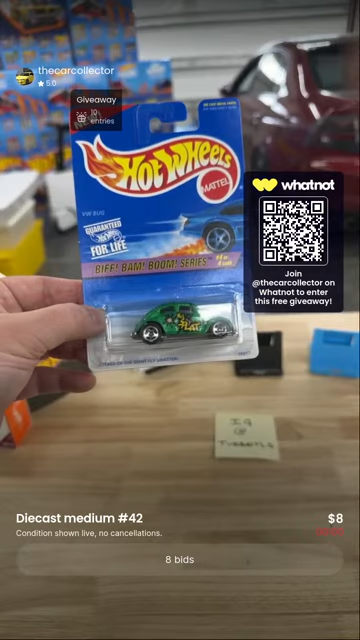 thecarcollector
5.0
Giveaway
10
entries
HOT WHEELS
MATTEL
VW BUG
GUARANTEED
FOR LIFE
BIFF! BAM! BOOM! SERIES™
whatnot
Join
@thecarcollector on
Whatnot to enter
this free giveaway!
IG
@
Diecast medium #42
$8
Condition shown live, no cancellations.
8 bids